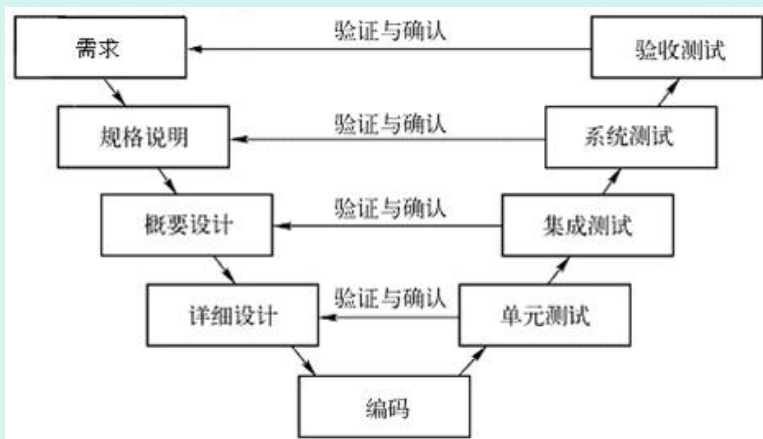 需求
验证与确认
验收测试
规格说明
验证与确认
系统测试
概要设计
验证与确认
集成测试
详细设计
验证与确认
单元测试
编码